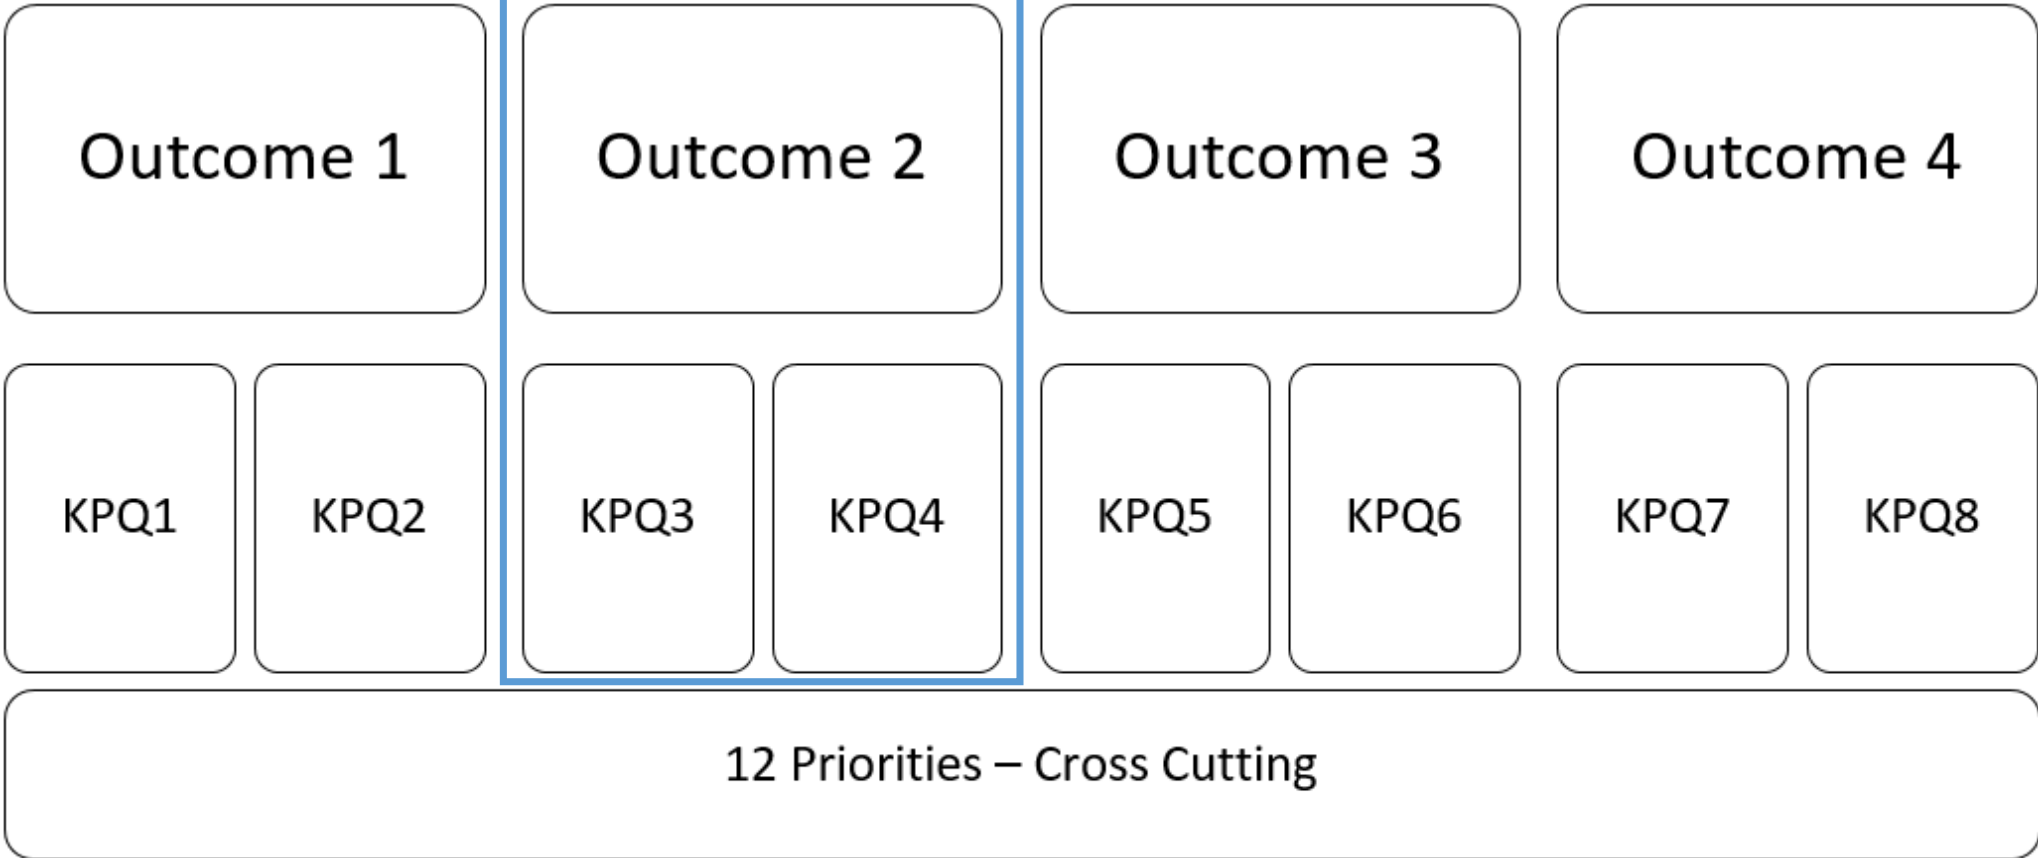 Outcome 1
Outcome 2
Outcome 3
Outcome 4
KPQ1
KPQ2
KPQ3
KPQ4
KPQ5
KPQ6
KPQ7
KPQ8
12 Priorities – Cross Cutting